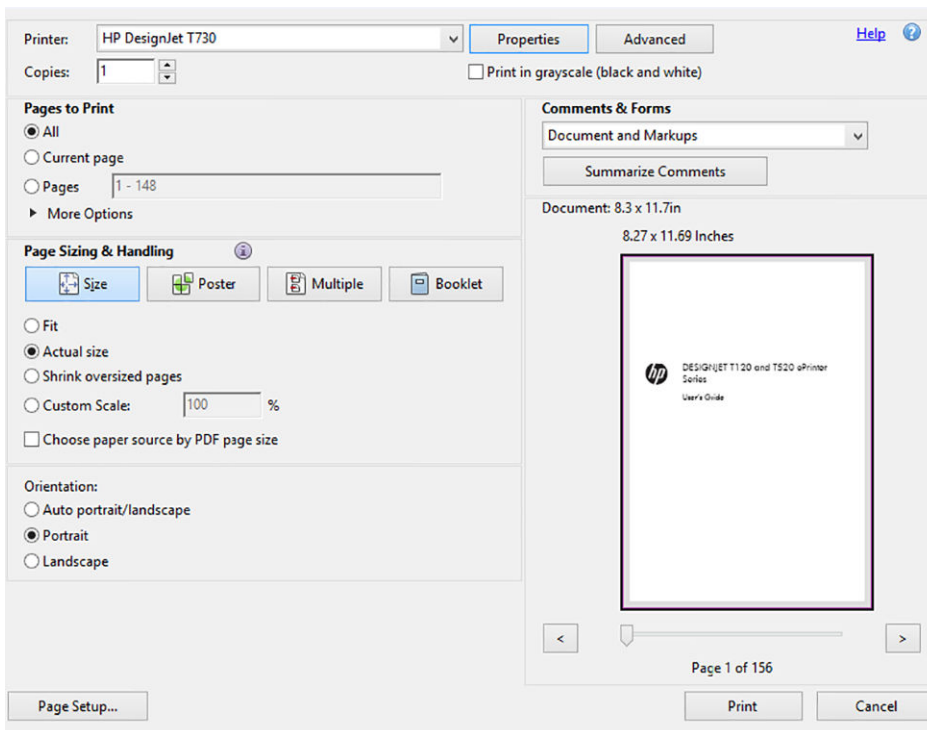 Printer: HP DesignJet T730 Properties Advanced Help
Copies: 1 Print in grayscale (black and white)
Pages to Print
All
Current page
Pages 1 - 148
More Options
Page Sizing & Handling
Size Poster Multiple Booklet
Fit
Actual size
Shrink oversized pages
Custom Scale: 100 %
Choose paper source by PDF page size
Orientation:
Auto portrait/landscape
Portrait
Landscape
Comments & Forms
Document and Markups
Summarize Comments
Document: 8.3 x 11.7in
8.27 x 11.69 Inches
hp
DESIGNJET T120 and T520 ePrinter
Series
User's Guide
< >
Page 1 of 156
Page Setup... Print Cancel